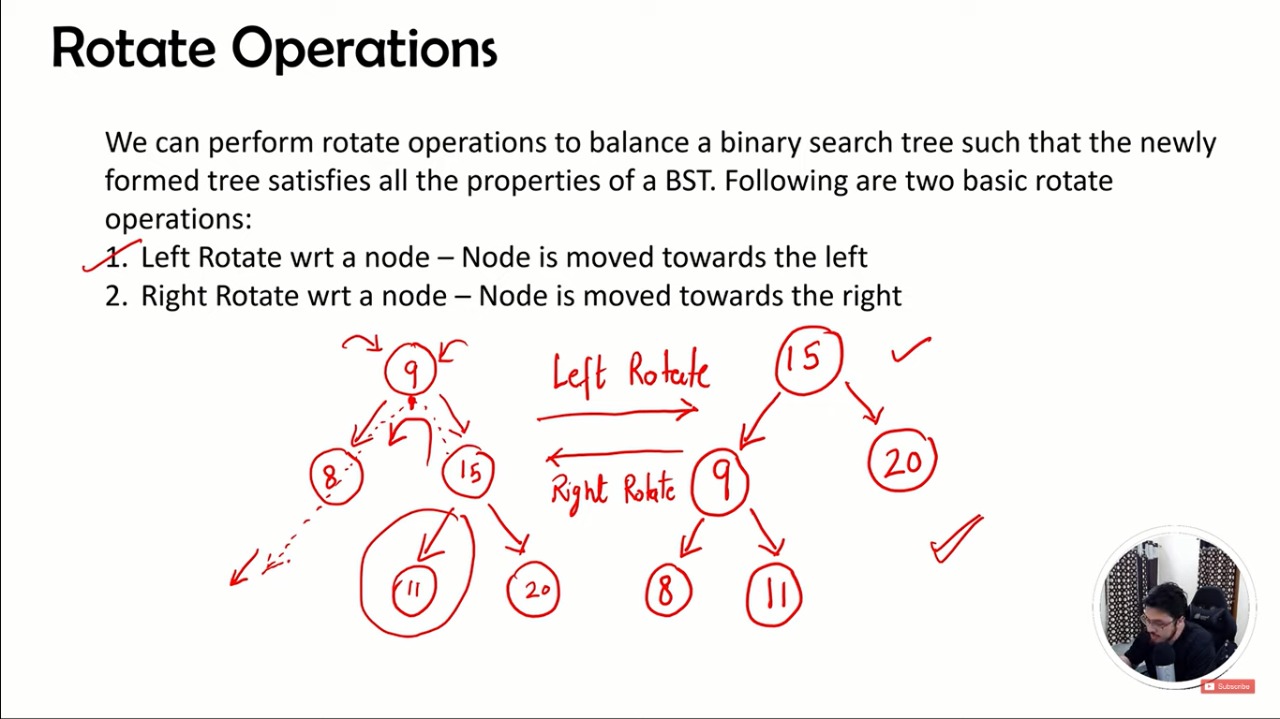 Rotate Operations
We can perform rotate operations to balance a binary search tree such that the newly
formed tree satisfies all the properties of a BST. Following are two basic rotate
operations:
1. Left Rotate wrt a node – Node is moved towards the left
2. Right Rotate wrt a node – Node is moved towards the right
9
Left Rotate
15
8
15
Right Rotate
9
20
11
20
8
11
Subscribe